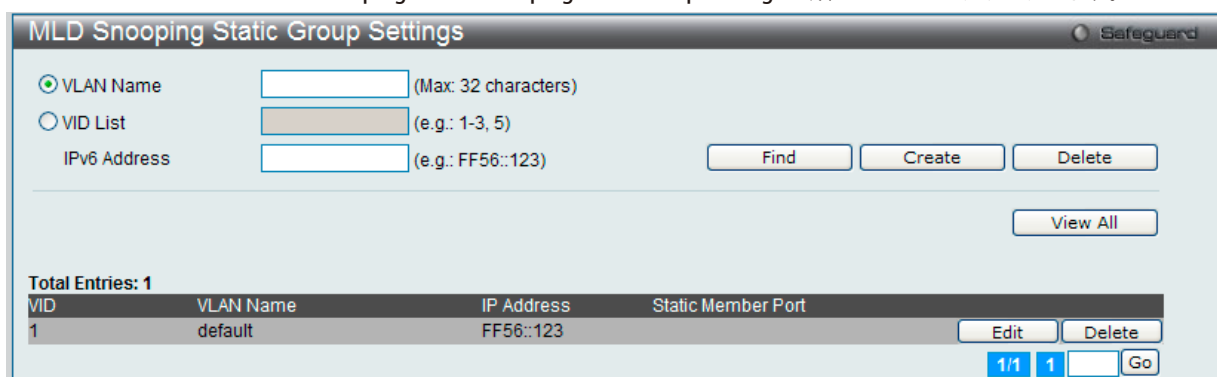 MLD Snooping Static Group Settings
Safeguard
VLAN Name (Max: 32 characters)
VID List (e.g.: 1-3, 5)
IPv6 Address (e.g.: FF56::123) Find Create Delete
View All
Total Entries: 1
VID VLAN Name IP Address Static Member Port
1 default FF56::123 Edit Delete
1/1 1 Go